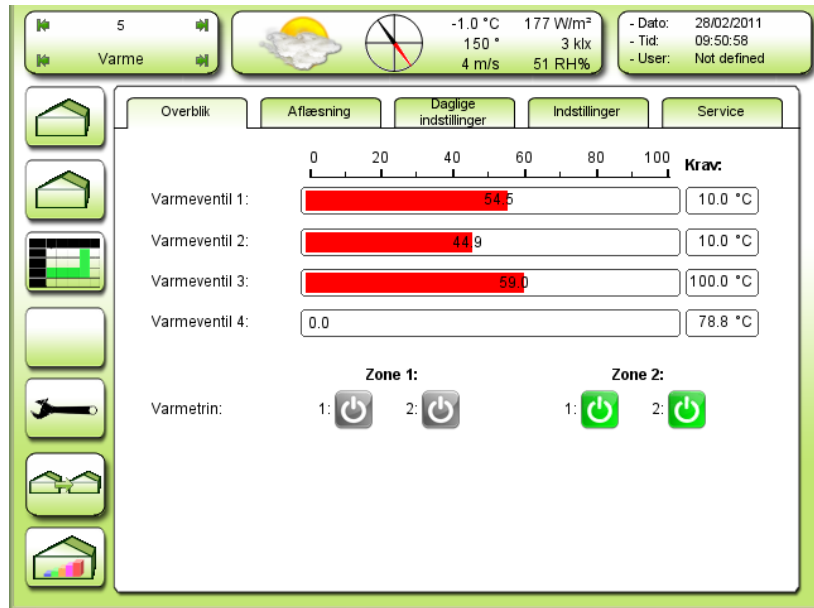 5
Varme
-1.0 °C 177 W/m²
150 ° 3 klx
4 m/s 51 RH%
- Dato: 28/02/2011
- Tid: 09:50:58
- User: Not defined
Overblik
Aflæsning
Daglige
indstillinger
Indstillinger
Service
0 20 40 60 80 100 Krav:
Varmeventil 1: 54.5 10.0 °C
Varmeventil 2: 44.9 10.0 °C
Varmeventil 3: 59.0 100.0 °C
Varmeventil 4: 0.0 78.8 °C
Zone 1: Zone 2:
Varmetrin: 1: 2: 1: 2: